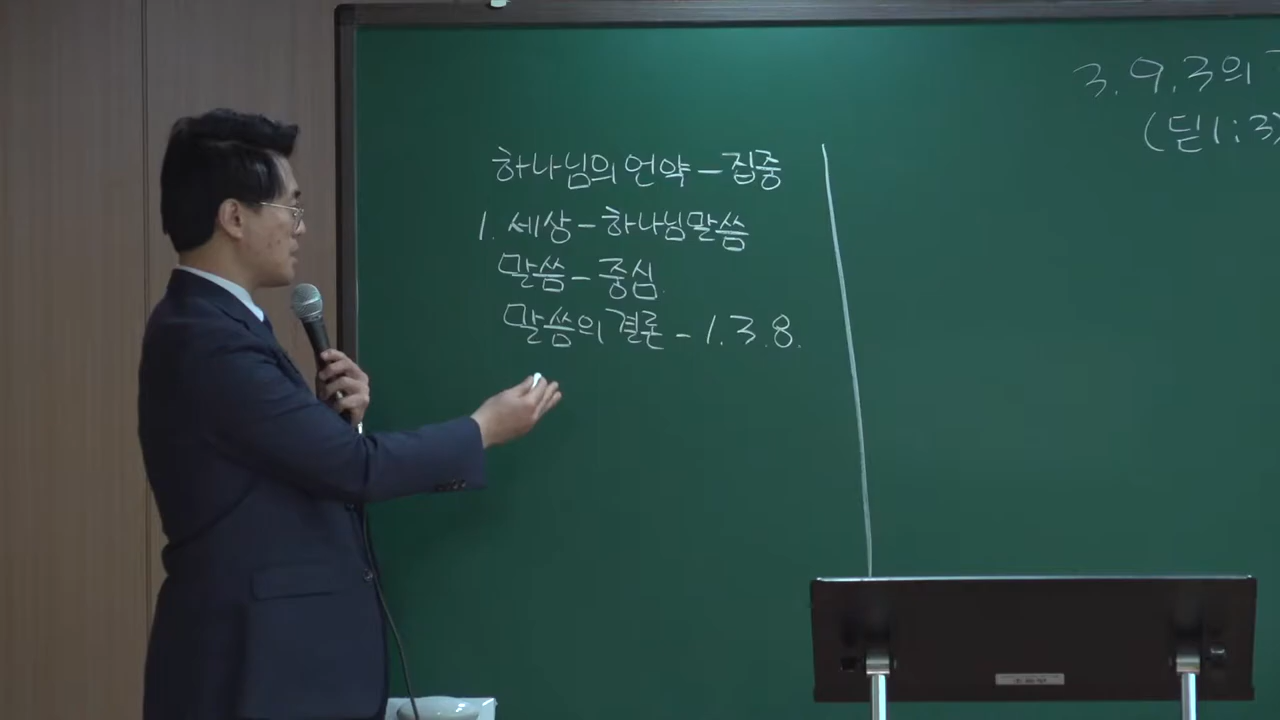 하나님의 언약 - 집중
1. 세상 - 하나님말씀
말씀 - 중심.
말씀의 결론 - 1.3.8.
3.9.3의
(딛1:3)